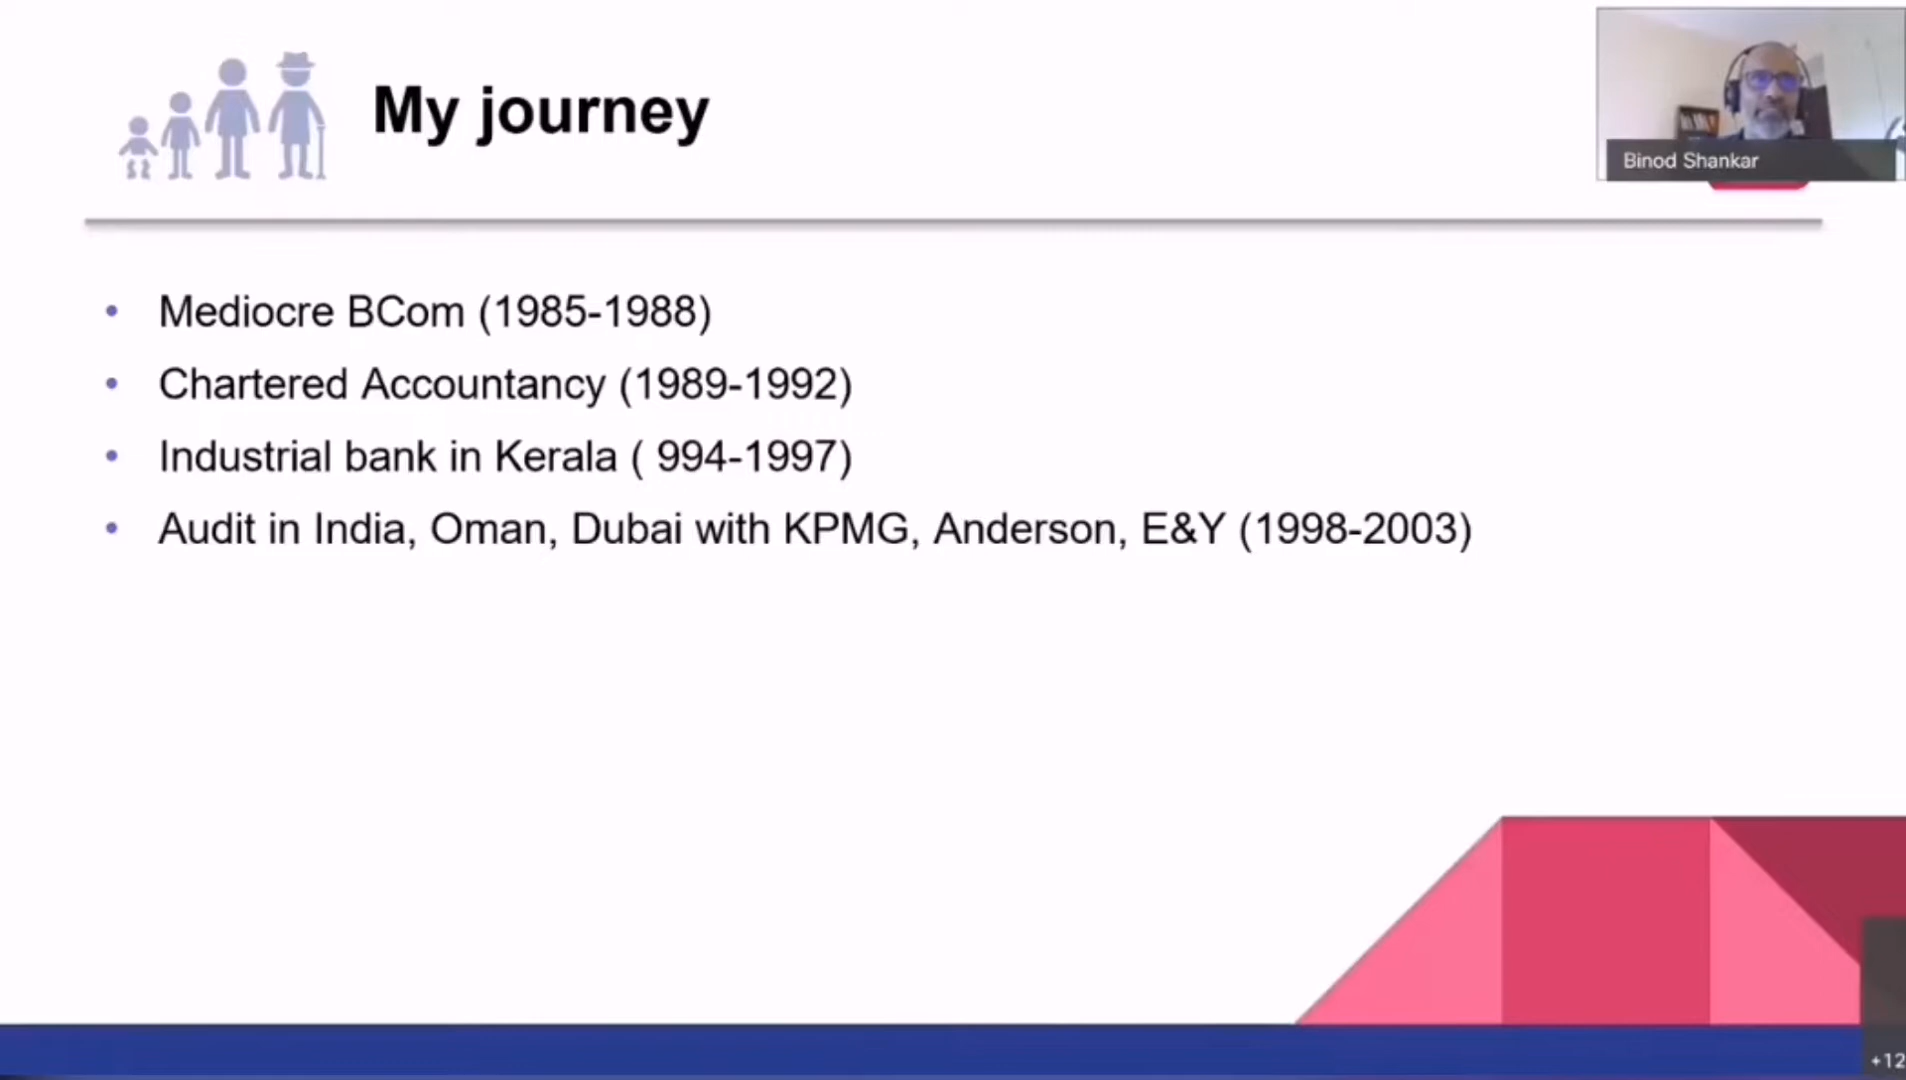 My journey
Binod Shankar
• Mediocre BCom (1985-1988)
• Chartered Accountancy (1989-1992)
• Industrial bank in Kerala ( 994-1997)
• Audit in India, Oman, Dubai with KPMG, Anderson, E&Y (1998-2003)
+12